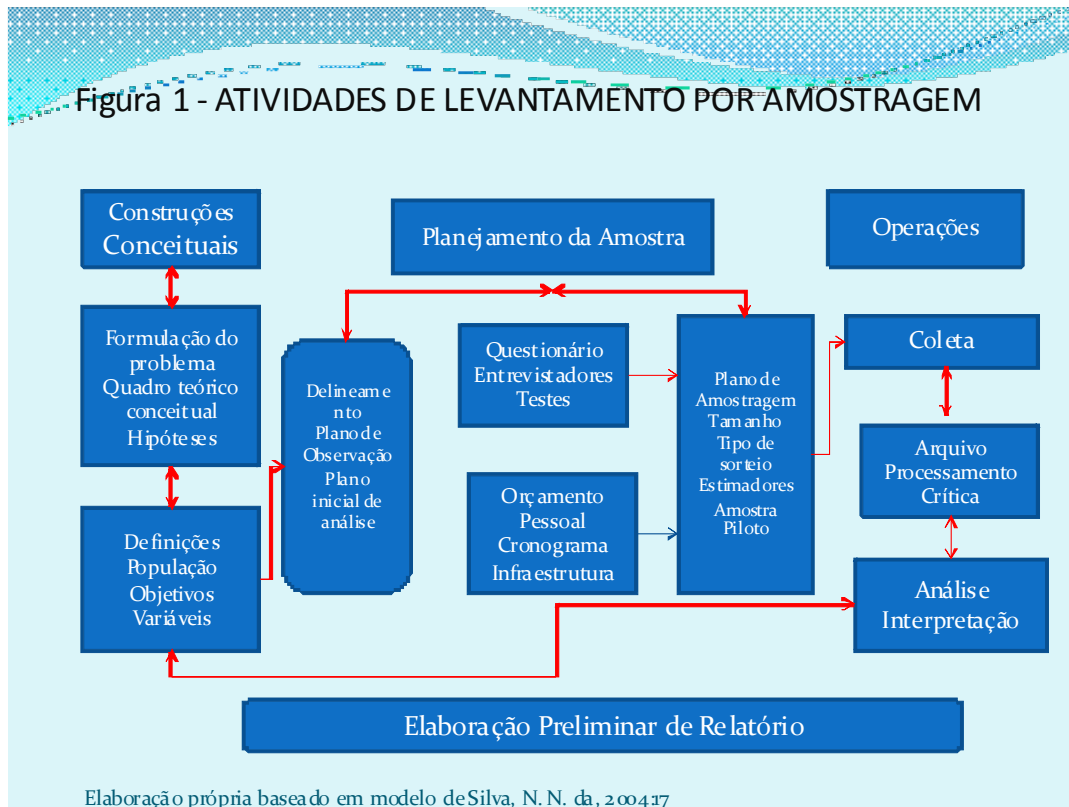 Figura 1 - ATIVIDADES DE LEVANTAMENTO POR AMOSTRAGEM
Construções
Conceituais
Planejamento da Amostra
Operações
Formulação do
problema
Quadro teórico
conceitual
Hipóteses
Definições
População
Objetivos
Variáveis
Delineame
nto
Plano de
Observação
Plano
inicial de
análise
Questionário
Entrevistadores
Testes
Orçamento
Pessoal
Cronograma
Infraestrutura
Plano de
Amostragem
Tamanho
Tipo de
sorteio
Estimadores
Amostra
Piloto
Coleta
Arquivo
Processamento
Crítica
Análise
Interpretação
Elaboração Preliminar de Relatório
Elaboração própria baseado em modelo de Silva, N. N. da, 2004:17